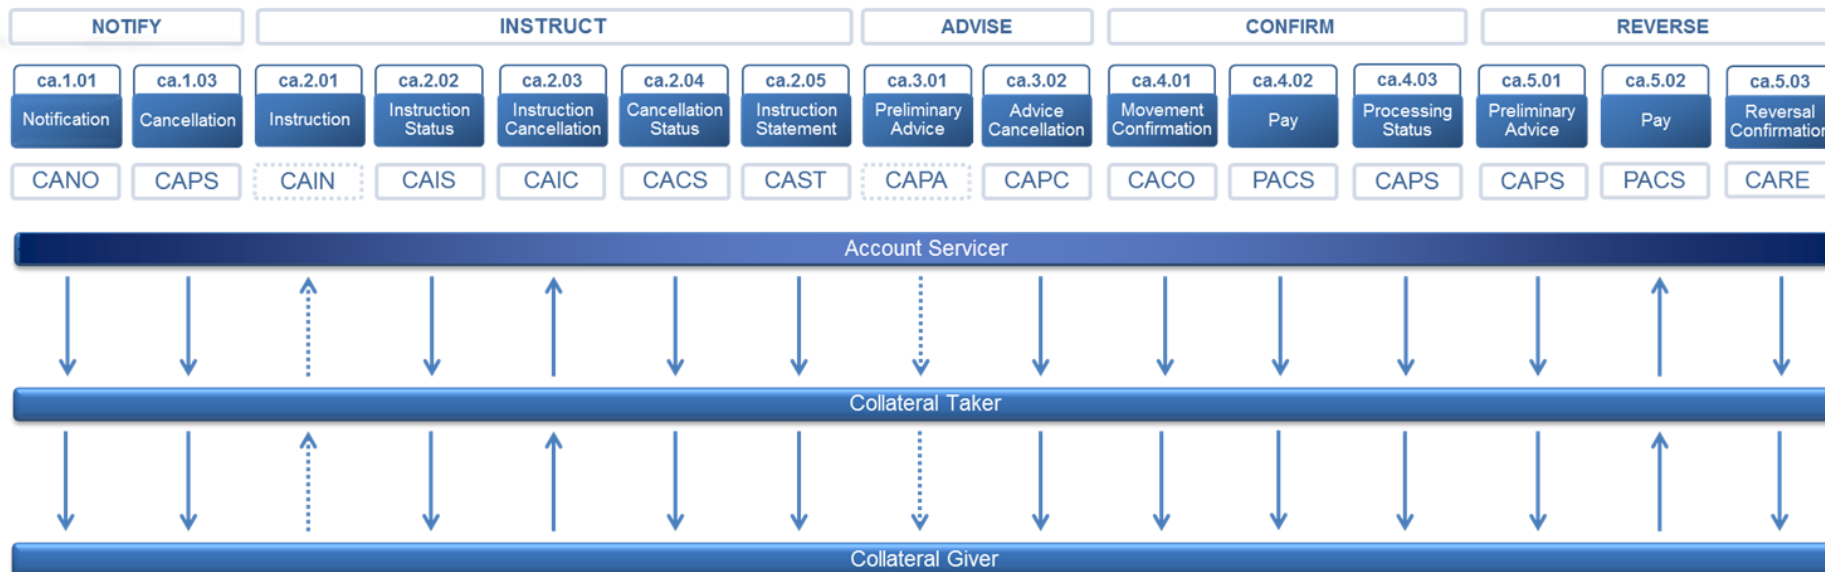 NOTIFY INSTRUCT ADVISE CONFIRM REVERSE
ca.1.01 ca.1.03 ca.2.01 ca.2.02 ca.2.03 ca.2.04 ca.2.05 ca.3.01 ca.3.02 ca.4.01 ca.4.02 ca.4.03 ca.5.01 ca.5.02 ca.5.03
Notification
Cancellation
Instruction
Instruction
Status
Instruction
Cancellation
Cancellation
Status
Instruction
Statement
Preliminary
Advice
Advice
Cancellation
Movement
Confirmation
Pay
Processing
Status
Preliminary
Advice
Pay
Reversal
Confirmation
CANO CAPS CAIN CAIS CAIC CACS CAST CAPA CAPC CACO PACS CAPS CAPS PACS CARE
Account Servicer
Collateral Taker
Collateral Giver